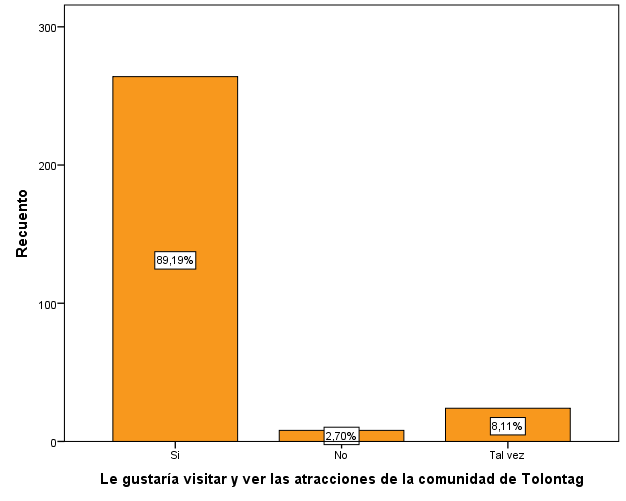 300
200
100
0
Recuento
89,19%
2,70%
8,11%
Si
No
Tal vez
Le gustaría visitar y ver las atracciones de la comunidad de Tolontag